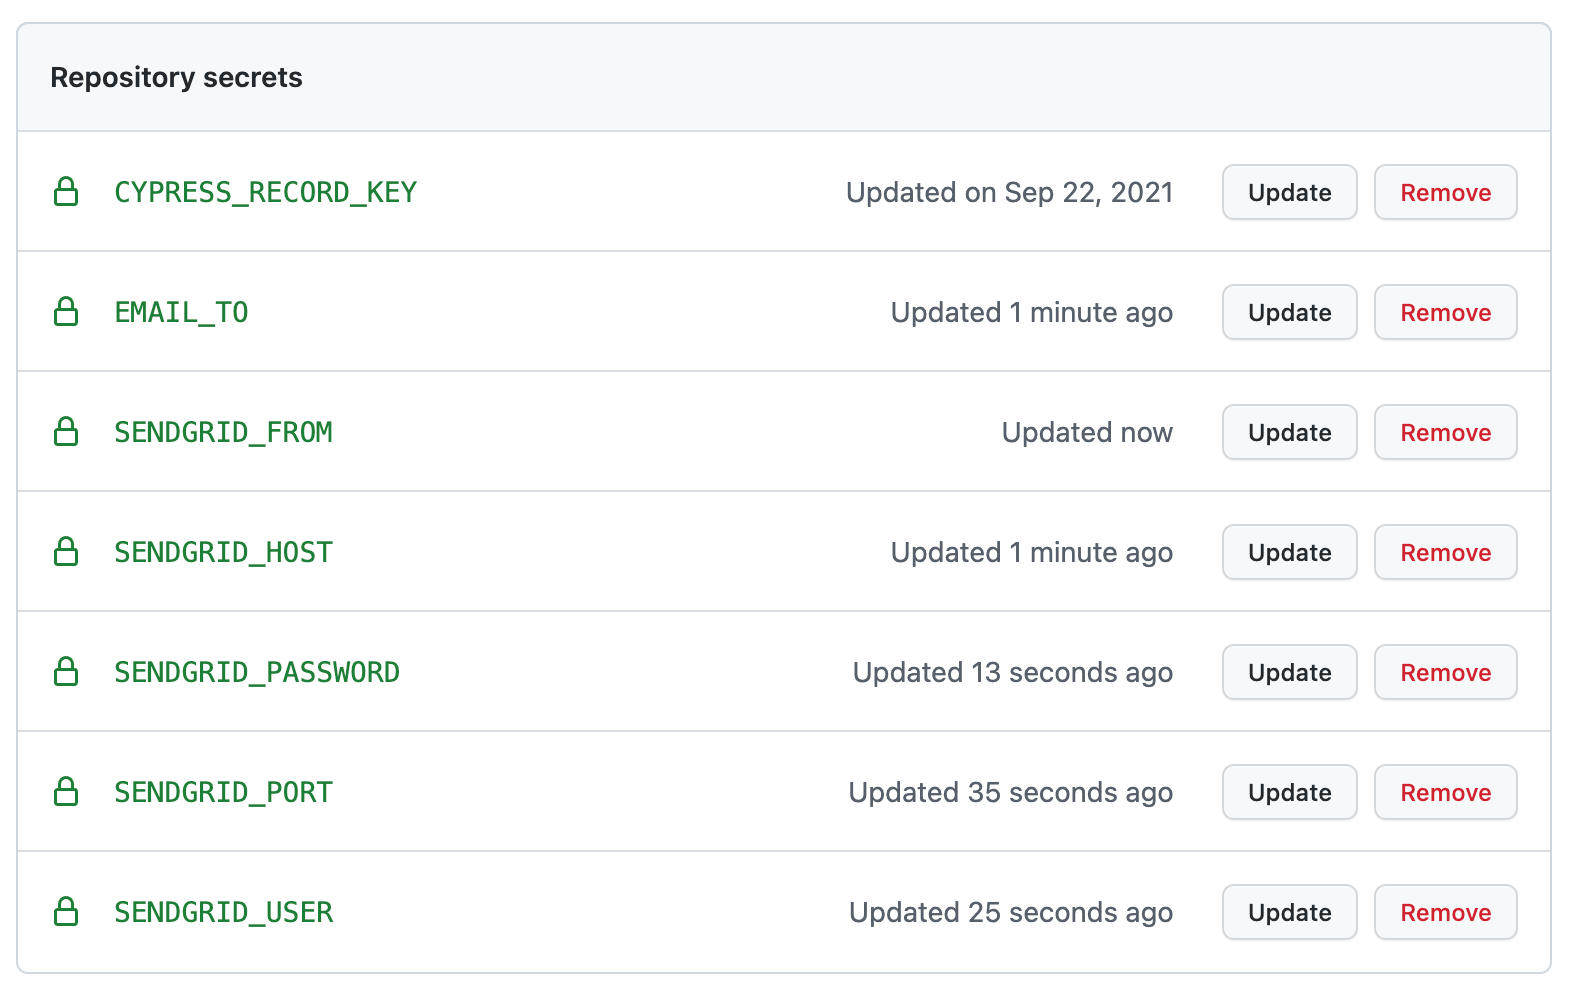 Repository secrets
CYPRESS_RECORD_KEY Updated on Sep 22, 2021 Update Remove
EMAIL_TO Updated 1 minute ago Update Remove
SENDGRID_FROM Updated now Update Remove
SENDGRID_HOST Updated 1 minute ago Update Remove
SENDGRID_PASSWORD Updated 13 seconds ago Update Remove
SENDGRID_PORT Updated 35 seconds ago Update Remove
SENDGRID_USER Updated 25 seconds ago Update Remove